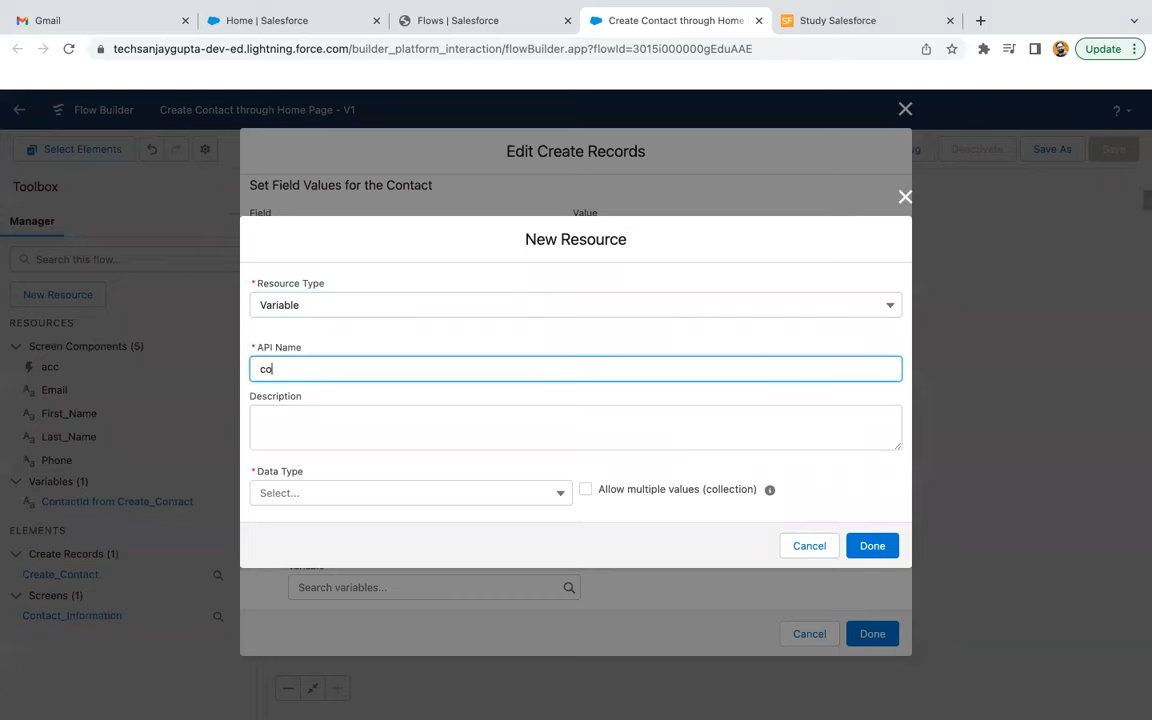 Gmail
Home | Salesforce
Flows | Salesforce
Create Contact through Home
SF Study Salesforce
techsanjaygupta-dev-ed.lightning.force.com/builder_platform_interaction/flowBuilder.app?flowId=3015i000000gEduAAE
Update
Flow Builder
Create Contact through Home Page - V1
?
Select Elements
Edit Create Records
Deactivate
Save As
Save
Toolbox
Set Field Values for the Contact
Field
Value
Manager
New Resource
Search this flow...
* Resource Type
New Resource
Variable
RESOURCES
Screen Components (5)
* API Name
acc
co
Email
Description
First_Name
Last_Name
Phone
* Data Type
Variables (1)
Select...
Allow multiple values (collection)
ContactId from Create_Contact
ELEMENTS
Cancel
Done
Create Records (1)
Create_Contact
Search variables...
Screens (1)
Contact_Information
Cancel
Done